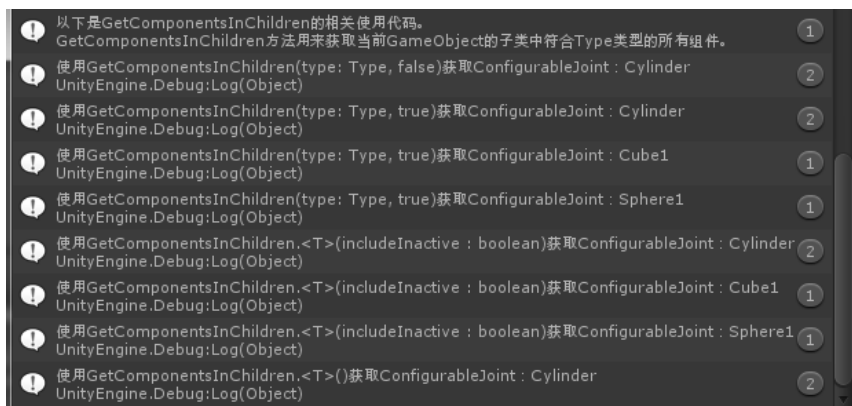 以下是GetComponentsInChildren的相关使用代码。
GetComponentsInChildren方法用来获取当前GameObject的子类中符合Type类型的所有组件。
1
使用GetComponentsInChildren(type: Type, false)获取ConfigurableJoint : Cylinder
UnityEngine.Debug:Log(Object)
2
使用GetComponentsInChildren(type: Type, true)获取ConfigurableJoint : Cylinder
UnityEngine.Debug:Log(Object)
2
使用GetComponentsInChildren(type: Type, true)获取ConfigurableJoint : Cube1
UnityEngine.Debug:Log(Object)
1
使用GetComponentsInChildren(type: Type, true)获取ConfigurableJoint : Sphere1
UnityEngine.Debug:Log(Object)
1
使用GetComponentsInChildren.<T>(includeInactive : boolean)获取ConfigurableJoint : Cylinder
UnityEngine.Debug:Log(Object)
2
使用GetComponentsInChildren.<T>(includeInactive : boolean)获取ConfigurableJoint : Cube1
UnityEngine.Debug:Log(Object)
1
使用GetComponentsInChildren.<T>(includeInactive : boolean)获取ConfigurableJoint : Sphere1
UnityEngine.Debug:Log(Object)
1
使用GetComponentsInChildren.<T>()获取ConfigurableJoint : Cylinder
UnityEngine.Debug:Log(Object)
2